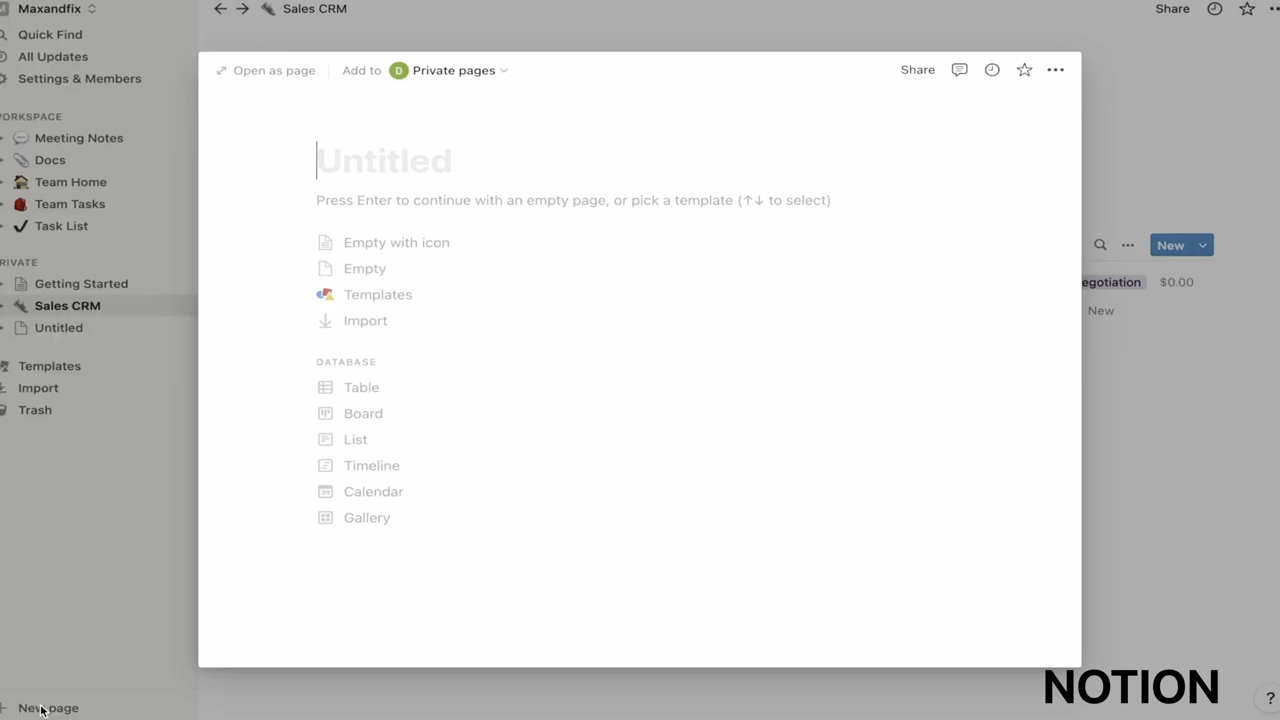 Maxandfix
Quick Find
All Updates
Settings & Members
ORKSPACE
Meeting Notes
Docs
Team Home
Team Tasks
Task List
RIVATE
Getting Started
Sales CRM
Untitled
Templates
Import
Trash
New page
Sales CRM
Share
Open as page
Add to
D
Private pages
Share
Untitled
Press Enter to continue with an empty page, or pick a template (↑↓ to select)
Empty with icon
Empty
Templates
Import
DATABASE
Table
Board
List
Timeline
31 Calendar
Gallery
New
egotiation $0.00
New
NOTION
?